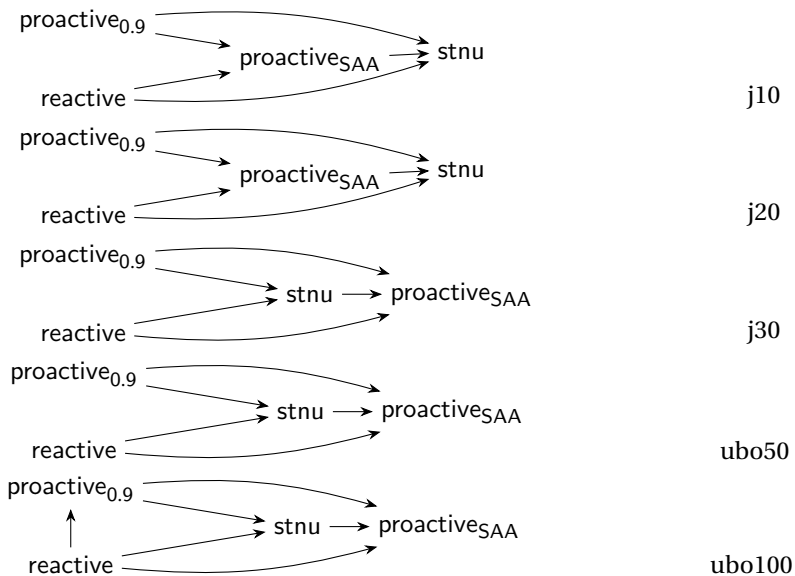 proactive0.9
proactiveSAA
stnu
reactive
j10
proactive0.9
proactiveSAA
stnu
reactive
j20
proactive0.9
stnu
proactiveSAA
reactive
j30
proactive0.9
stnu
proactiveSAA
reactive
ubo50
proactive0.9
stnu
proactiveSAA
reactive
ubo100